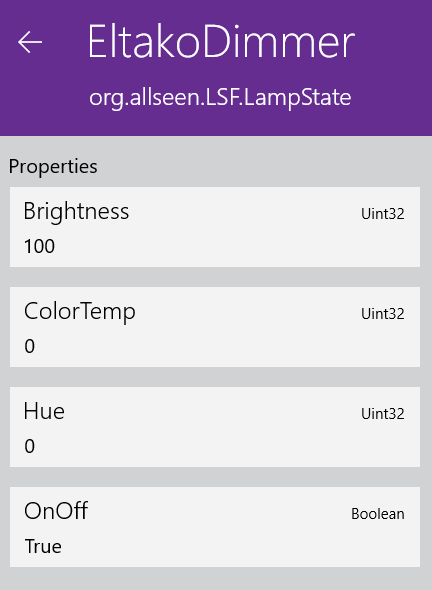 EltakoDimmer
org.allseen.LSF.LampState
Properties
Brightness Uint32
100
ColorTemp Uint32
0
Hue Uint32
0
OnOff Boolean
True